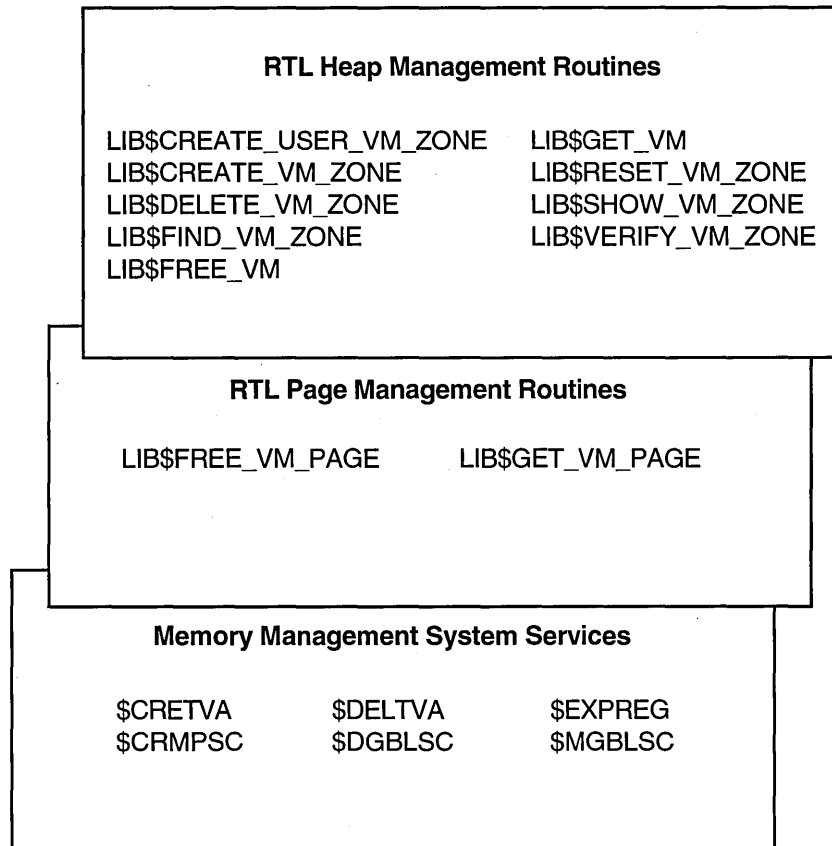 RTL Heap Management Routines
LIB$CREATE_USER_VM_ZONE LIB$GET_VM
LIB$CREATE_VM_ZONE LIB$RESET_VM_ZONE
LIB$DELETE_VM_ZONE LIB$SHOW_VM_ZONE
LIB$FIND_VM_ZONE LIB$VERIFY_VM_ZONE
LIB$FREE_VM
RTL Page Management Routines
LIB$FREE_VM_PAGE LIB$GET_VM_PAGE
Memory Management System Services
$CRETVA $DELTVA $EXPREG
$CRMPSC $DGBLSC $MGBLSC